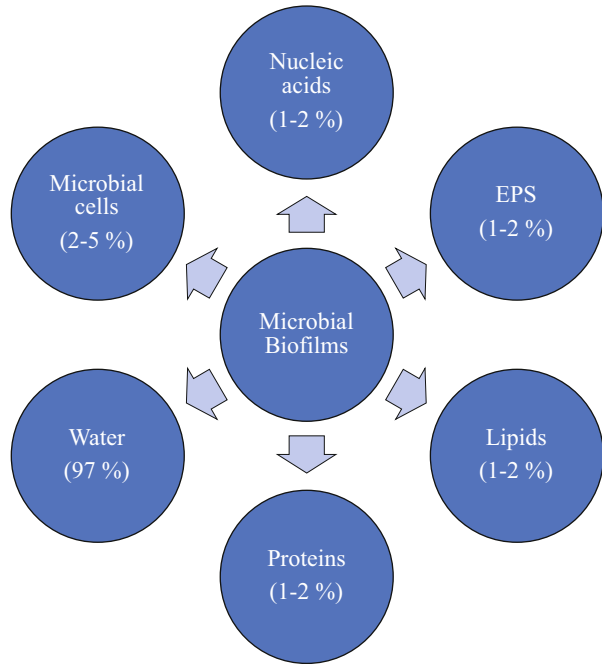 Nucleic
acids
(1-2 %)
Microbial
cells
(2-5 %)
EPS
(1-2 %)
Microbial
Biofilms
Water
(97 %)
Lipids
(1-2 %)
Proteins
(1-2 %)